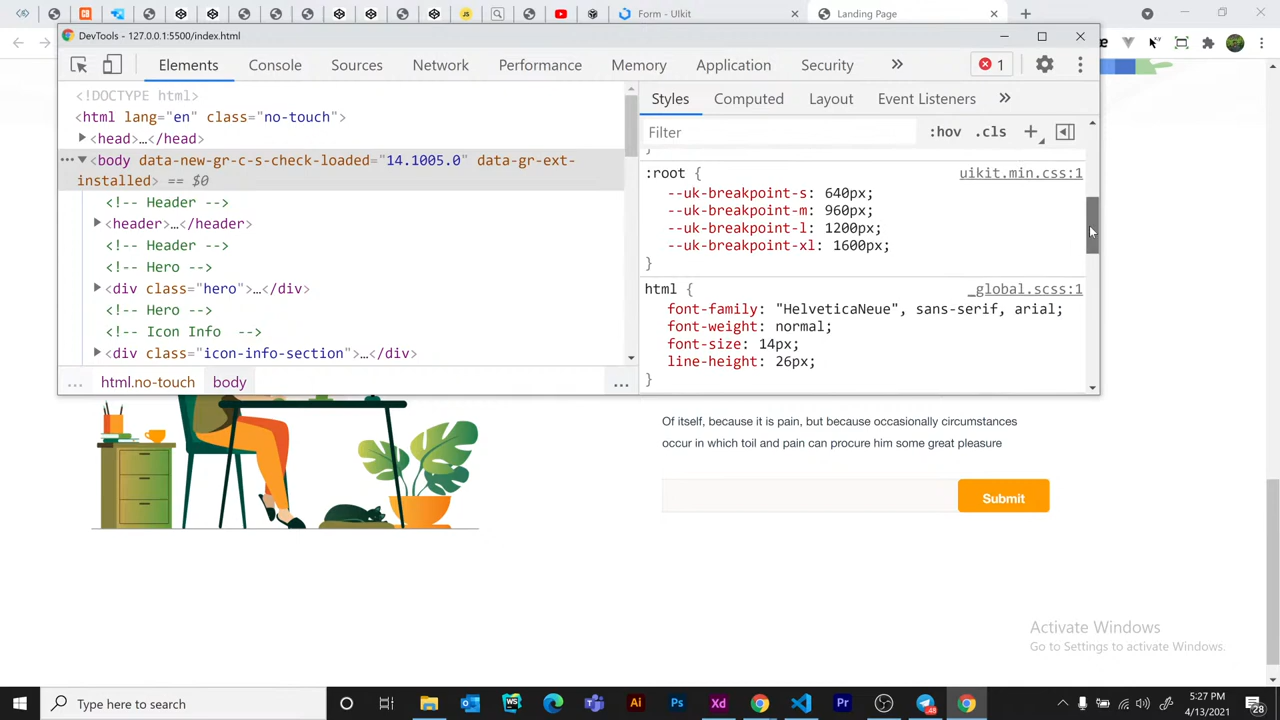 Form - UIkit
Landing Page
DevTools - 127.0.0.1:5500/index.html
Elements Console Sources Network Performance Memory Application Security » 1
<!DOCTYPE html>
<html lang="en" class="no-touch">
<head>…</head>
··· <body data-new-gr-c-s-check-loaded="14.1005.0" data-gr-ext-
installed> == $0
<!-- Header -->
<header>…</header>
<!-- Header -->
<!-- Hero -->
<div class="hero">…</div>
<!-- Hero -->
<!-- Icon Info  -->
<div class="icon-info-section">…</div>
... html.no-touch body ...
Styles Computed Layout Event Listeners »
Filter :hov .cls +
}
:root { uikit.min.css:1
--uk-breakpoint-s: 640px;
--uk-breakpoint-m: 960px;
--uk-breakpoint-l: 1200px;
--uk-breakpoint-xl: 1600px;
}
html { _global.scss:1
font-family: "HelveticaNeue", sans-serif, arial;
font-weight: normal;
font-size: 14px;
line-height: 26px;
}
Of itself, because it is pain, but because occasionally circumstances
occur in which toil and pain can procure him some great pleasure
Submit
Activate Windows
Go to Settings to activate Windows.
Type here to search
5:27 PM
4/13/2021